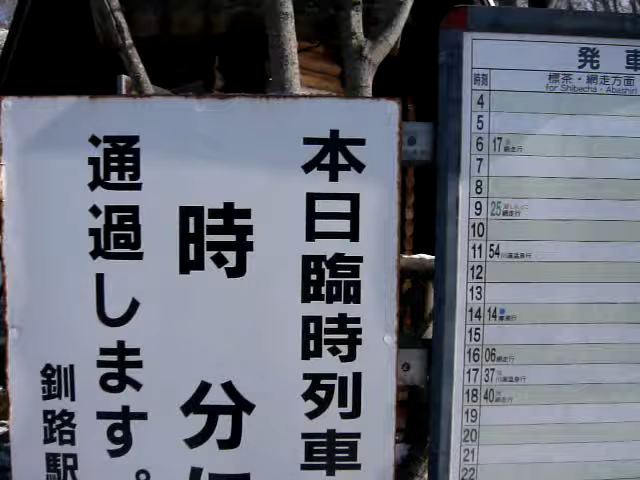 本日臨時列車
時 分
通過します。
釧路駅
発 車
時刻
標茶・網走方面
for Shibecha・Abashiri
4
5
6 17 網走行
7
8
9 25 網走行
10
11 54 川湯温泉行
12
13
14 14
15
16 06 網走行
17 37 川湯温泉行
18 40 網走行
19
20
21
22